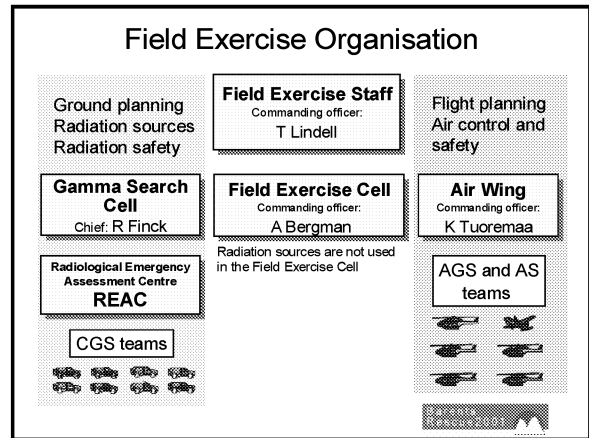 Field Exercise Organisation
Ground planning
Radiation sources
Radiation safety
Field Exercise Staff
Commanding officer:
T Lindell
Flight planning
Air control and
safety
Gamma Search
Cell
Chief: R Finck
Field Exercise Cell
Commanding officer:
A Bergman
Air Wing
Commanding officer:
K Tuoremaa
Radiation sources are not used
in the Field Exercise Cell
Radiological Emergency
Assessment Centre
REAC
AGS and AS
teams
CGS teams
Barents
Rescue2001